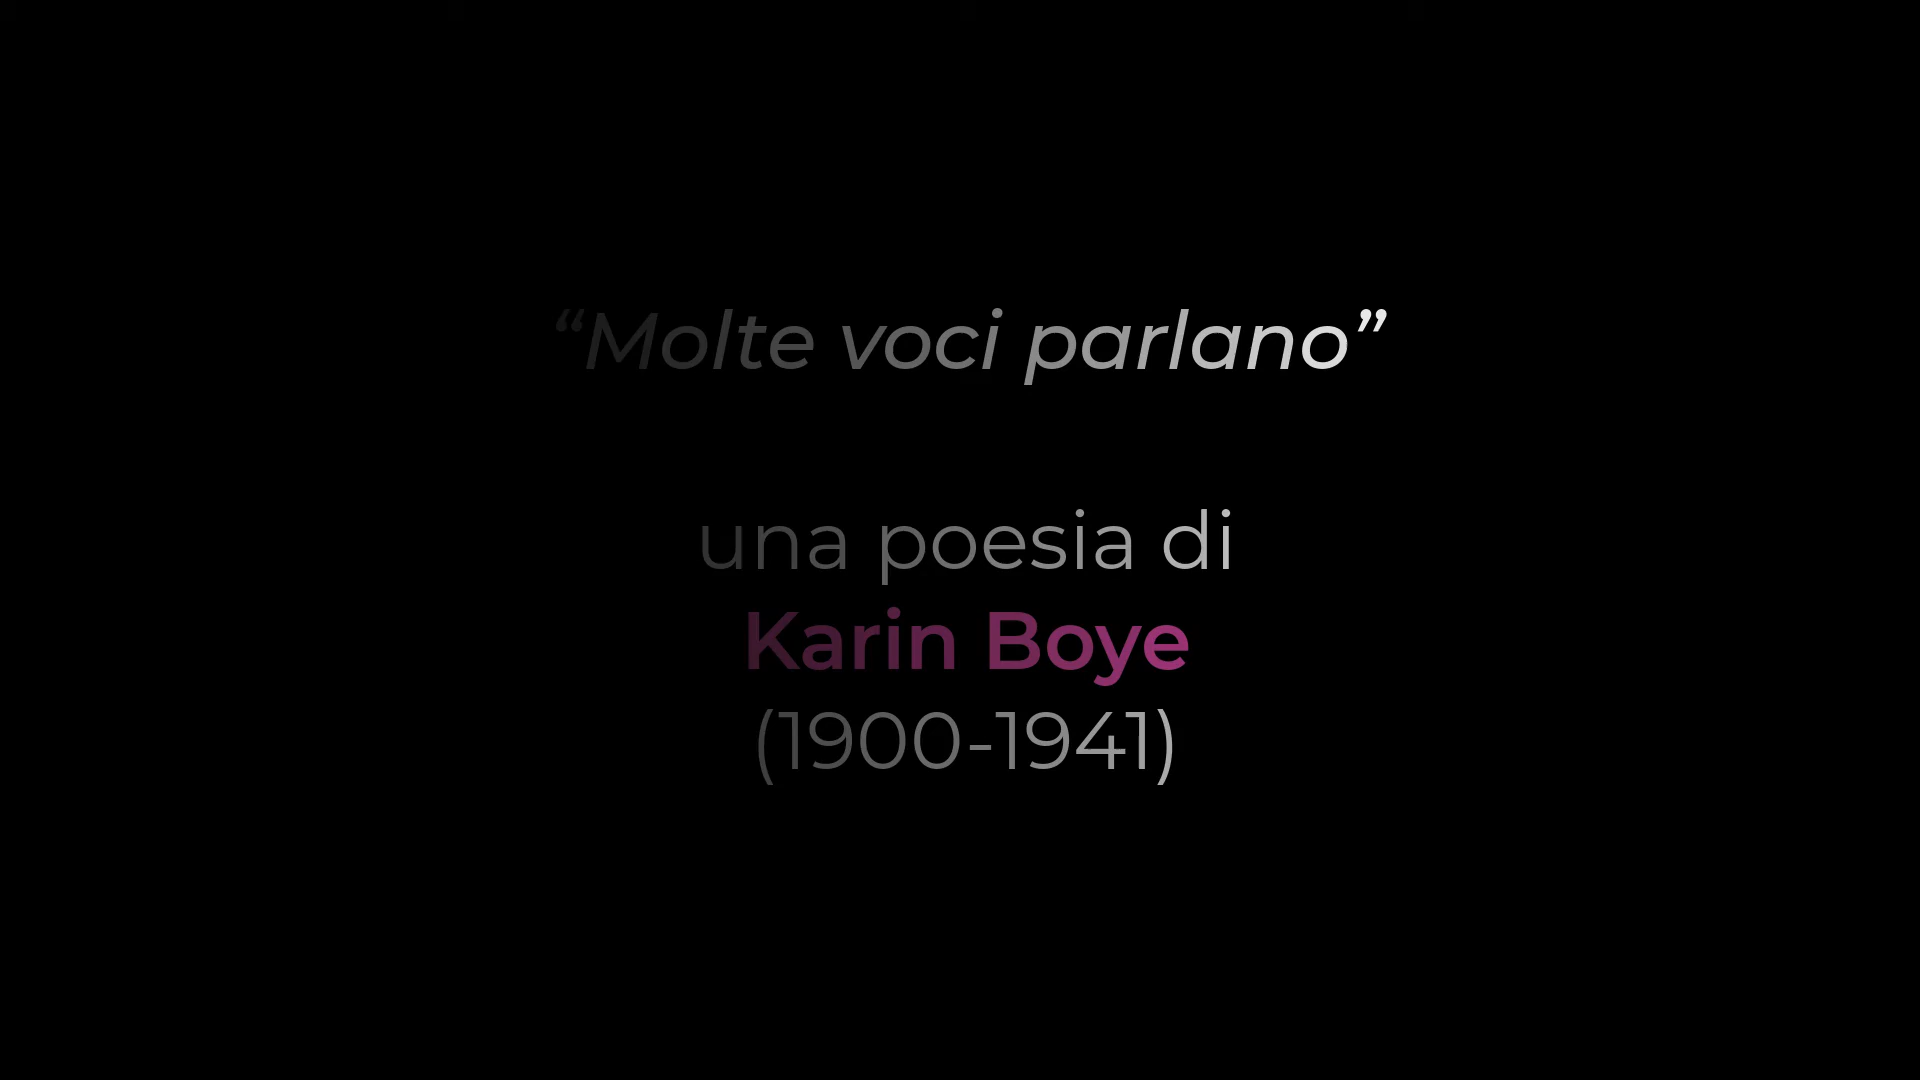 “Molte voci parlano”
una poesia di
Karin Boye
(1900-1941)